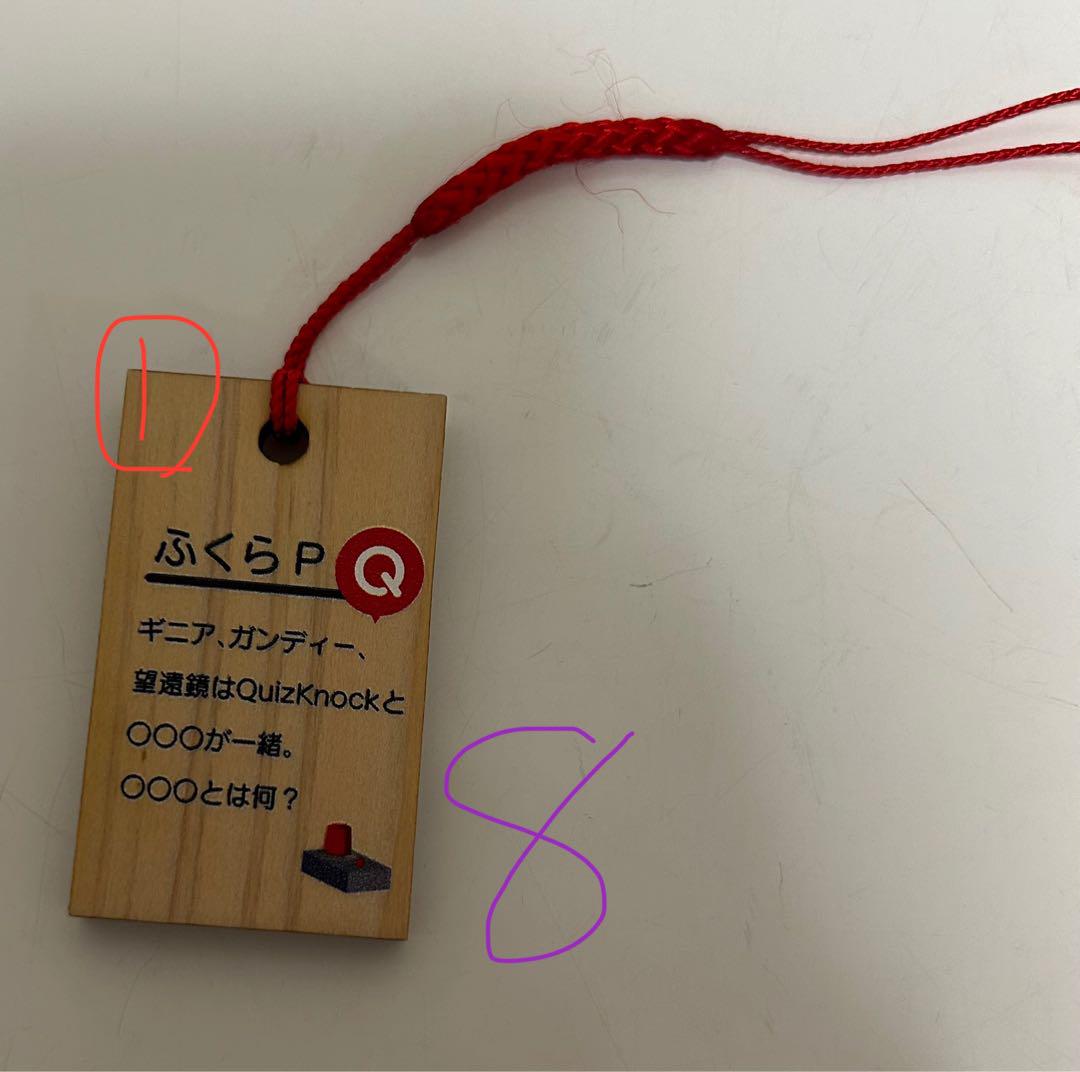 1
ふくらP Q
ギニア、ガンディー、
望遠鏡はQuizKnockと
〇〇〇が一緒。
〇〇〇とは何？
8